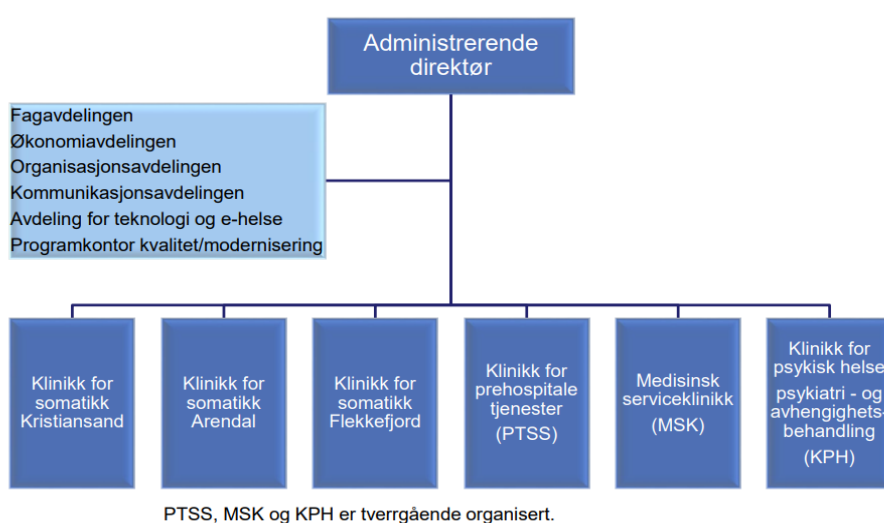 Administrerende
direktør
Fagavdelingen
Økonomiavdelingen
Organisasjonsavdelingen
Kommunikasjonsavdelingen
Avdeling for teknologi og e-helse
Programkontor kvalitet/modernisering
Klinikk for
somatikk
Kristiansand
Klinikk for
somatikk
Arendal
Klinikk for
somatikk
Flekkefjord
Klinikk for
prehospitale
tjenester
(PTSS)
Medisinsk
serviceklinikk
(MSK)
Klinikk for
psykisk helse
psykiatri - og
avhengighets-
behandling
(KPH)
PTSS, MSK og KPH er tverrgående organisert.